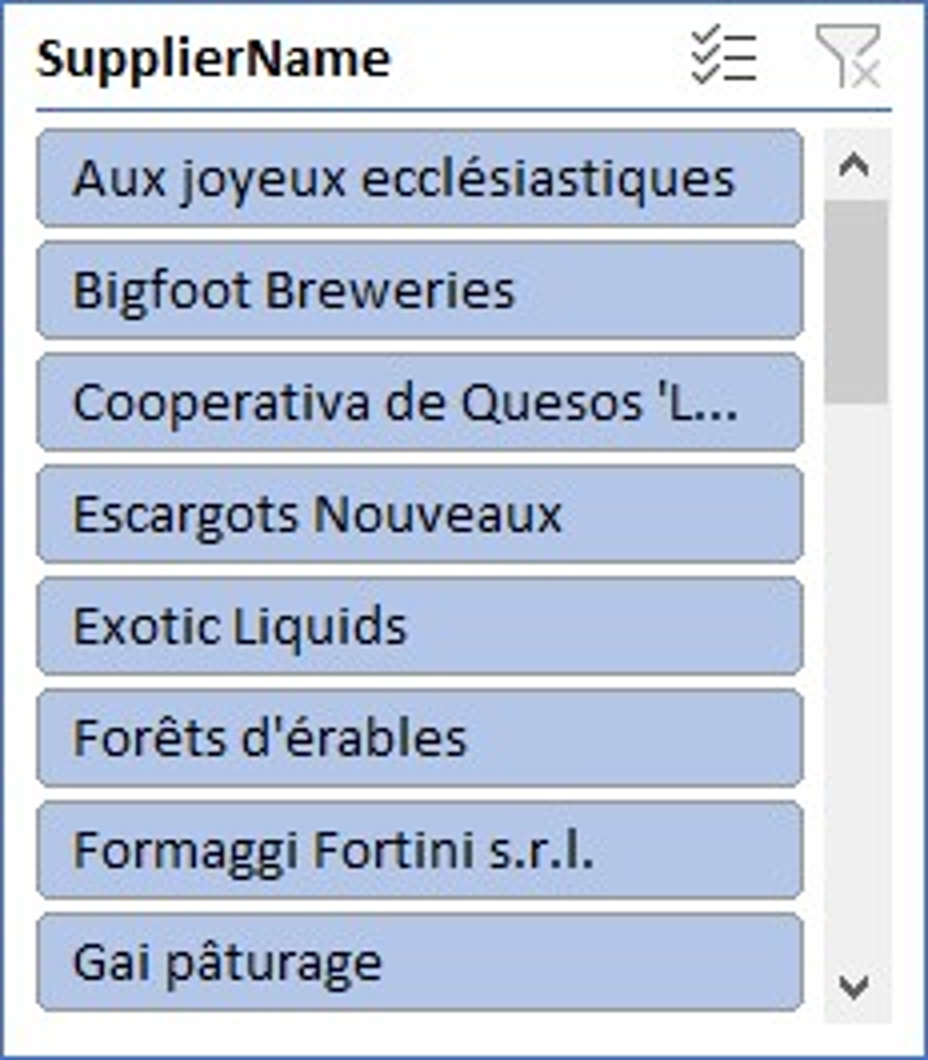 SupplierName
Aux joyeux ecclésiastiques
Bigfoot Breweries
Cooperativa de Quesos 'L...
Escargots Nouveaux
Exotic Liquids
Forêts d'érables
Formaggi Fortini s.r.l.
Gai pâturage